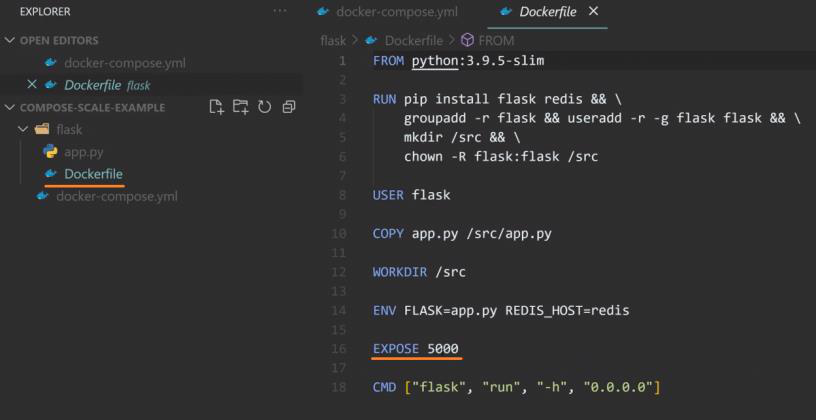 EXPLORER ...
OPEN EDITORS
docker-compose.yml
Dockerfile flask
COMPOSE-SCALE-EXAMPLE
flask
app.py
Dockerfile
docker-compose.yml
docker-compose.yml Dockerfile
flask > Dockerfile > FROM
1 FROM python:3.9.5-slim
2
3 RUN pip install flask redis && \
4 groupadd -r flask && useradd -r -g flask flask && \
5 mkdir /src && \
6 chown -R flask:flask /src
7
8 USER flask
9
10 COPY app.py /src/app.py
11
12 WORKDIR /src
13
14 ENV FLASK=app.py REDIS_HOST=redis
15
16 EXPOSE 5000
17
18 CMD ["flask", "run", "-h", "0.0.0.0"]